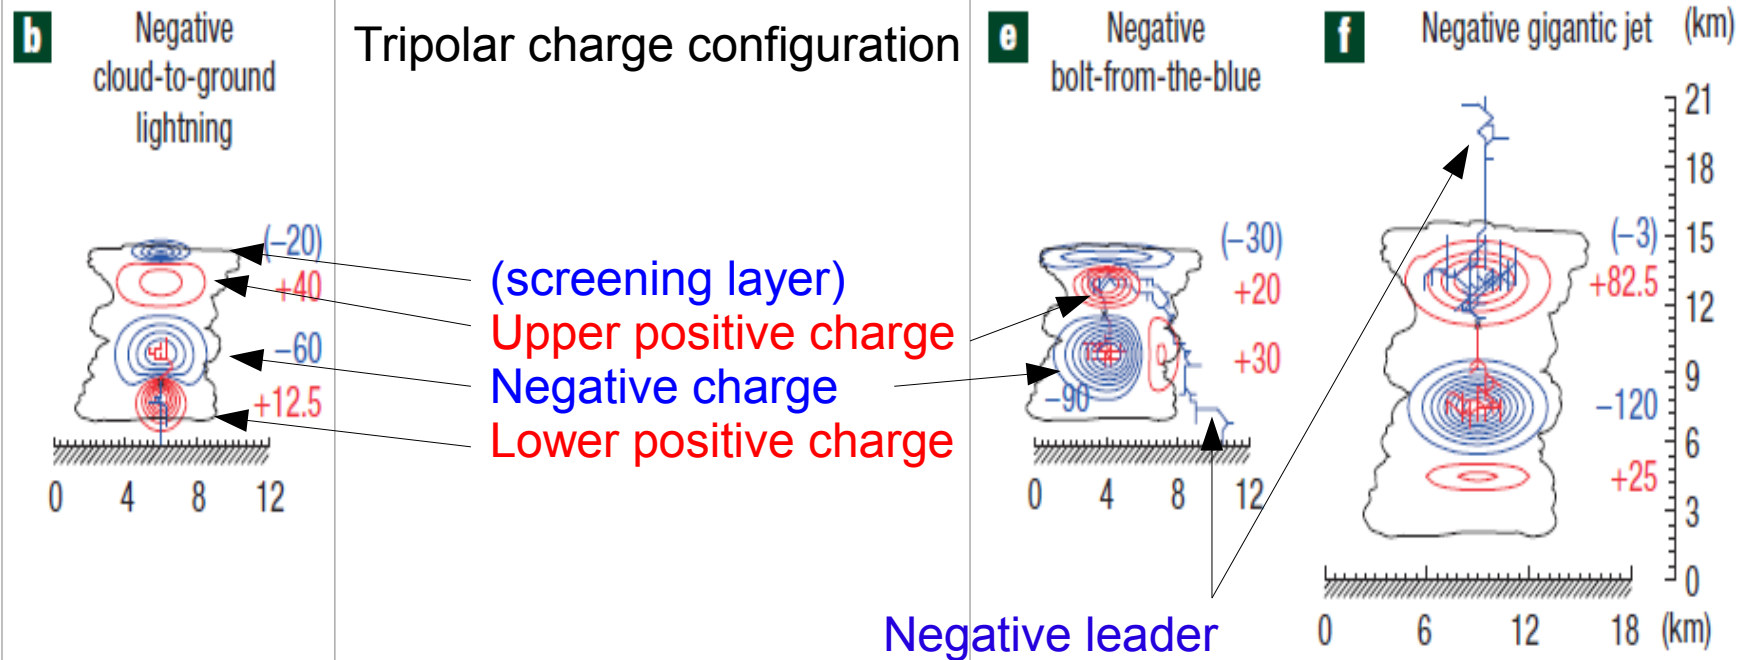 b
Negative
cloud-to-ground
lightning
Tripolar charge configuration
e
Negative
bolt-from-the-blue
f
Negative gigantic jet
(km)
(–20)
+40
–60
+12.5
0 4 8 12
(screening layer)
Upper positive charge
Negative charge
Lower positive charge
(–30)
+20
+30
–90
0 4 8 12
(–3)
+82.5
–120
+25
21
18
15
12
9
6
3
0
0 6 12 18 (km)
Negative leader